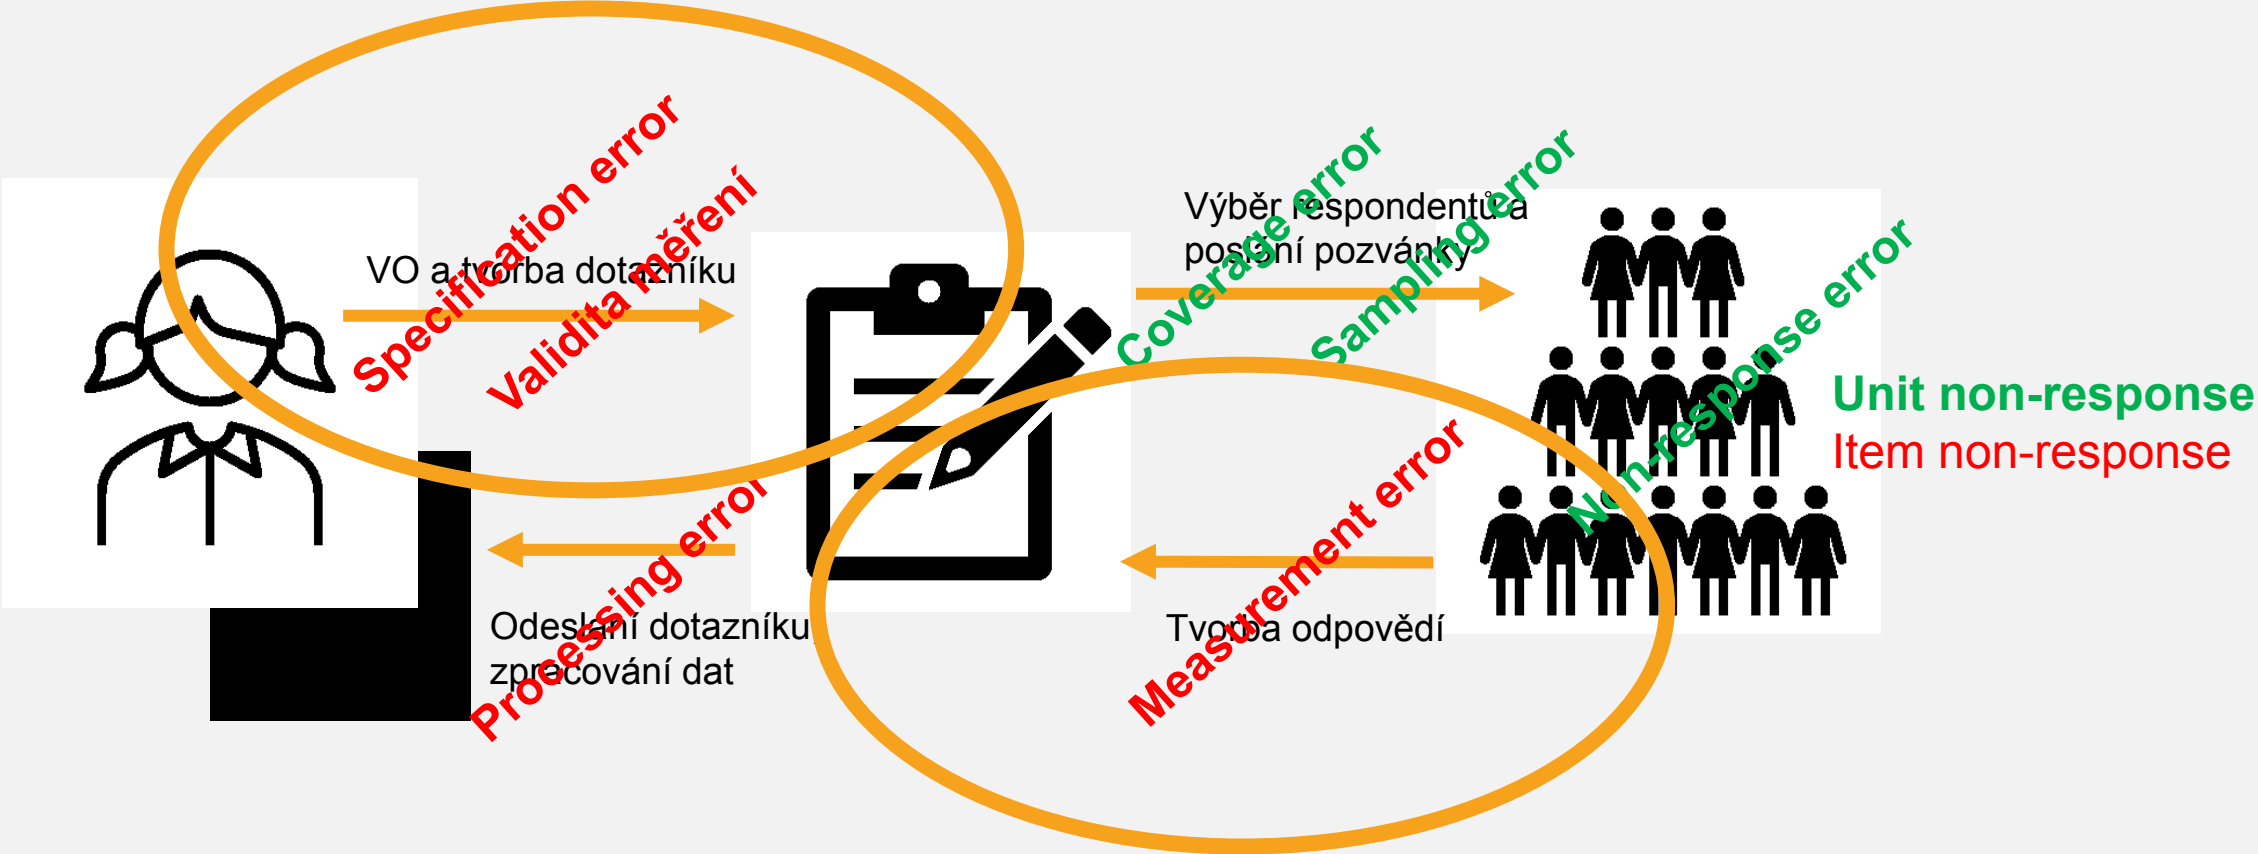 Specification error
Validita měření
VO a tvorba dotazníku
Coverage error
Sampling error
Výběr respondentů a
poslání pozvánky
Non-response error
Unit non-response
Item non-response
Measurement error
Tvorba odpovědí
Processing error
Odeslání dotazníku,
zpracování dat